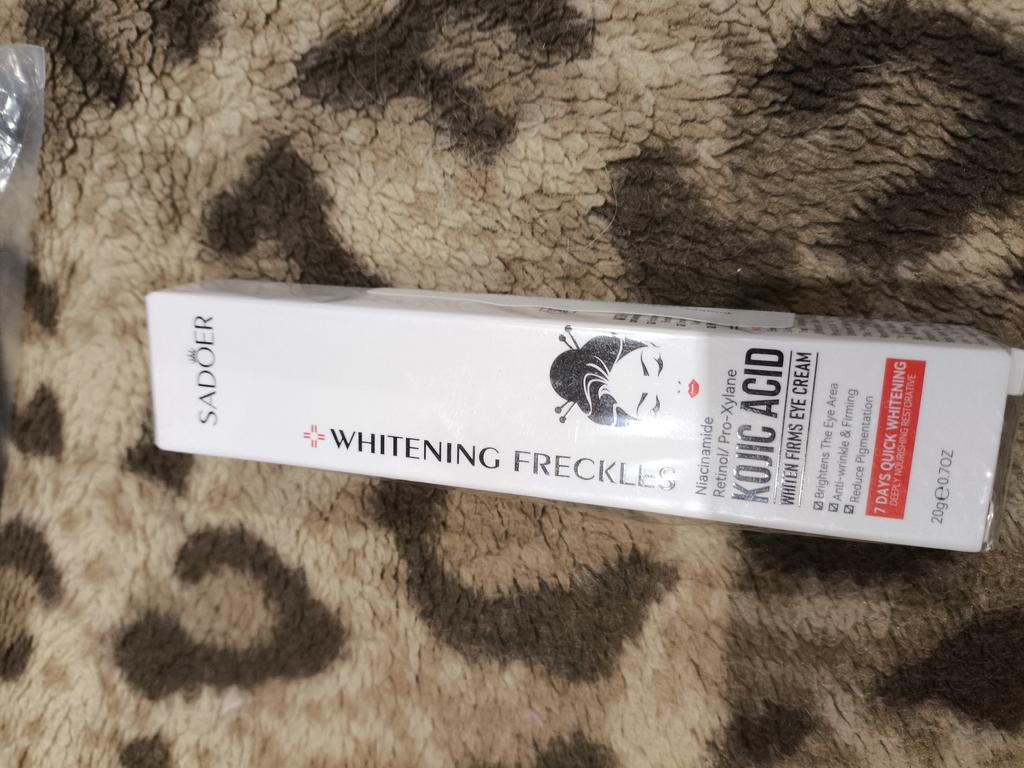 SADOER
WHITENING FRECKLES
Niacinamide
Retinol/ Pro-Xylane
KOJIC ACID
WHITEN FIRMS EYE CREAM
☑ Brightens The Eye Area
☑ Anti-wrinkle & Firming
☑ Reduce Pigmentation
7 DAYS QUICK WHITENING
DEEPLY NOURISHING RESTORATIVE
20g℮0.7OZ